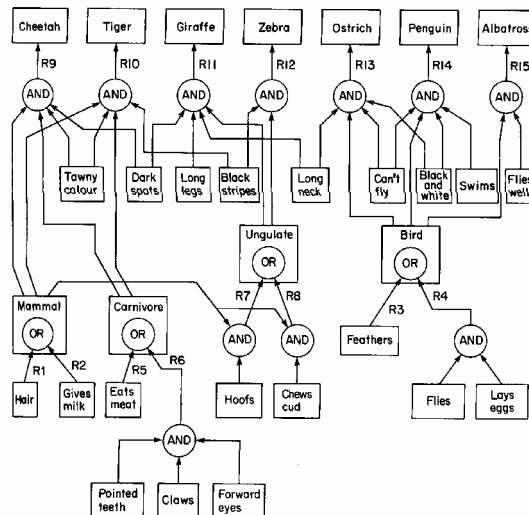 Cheetah Tiger Giraffe Zebra Ostrich Penguin Albatross
R9 R10 R11 R12 R13 R14 R15
AND AND AND AND AND AND AND
Tawny colour
Dark spots
Long legs
Black stripes
Long neck
Can't fly
Black and white
Swims
Flies well
Ungulate
OR
Bird
OR
Mammal
OR
Carnivore
OR
R7 R8 R3 R4
R1 R2 R5 R6
AND AND Feathers AND
Hair
Gives milk
Eats meat
Hoofs
Chews cud
Flies
Lays eggs
AND
Pointed teeth
Claws
Forward eyes